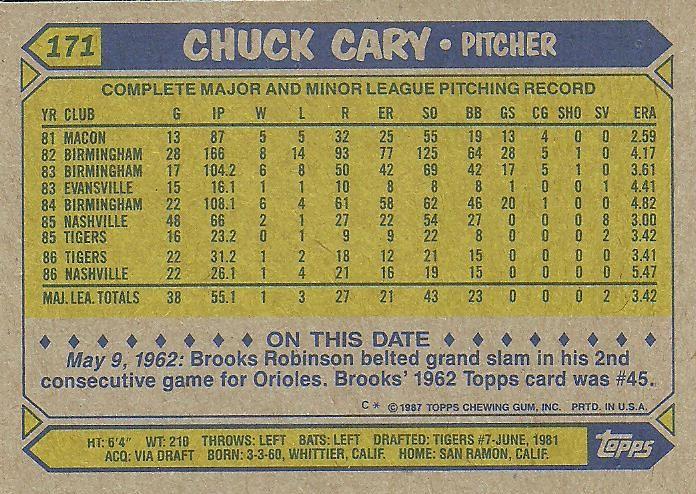 171 CHUCK CARY • PITCHER
COMPLETE MAJOR AND MINOR LEAGUE PITCHING RECORD
YR CLUB G IP W L R ER SO BB GS CG SHO SV ERA
81 MACON 13 87 5 5 32 25 55 19 13 4 0 0 2.59
82 BIRMINGHAM 28 166 8 14 93 77 125 64 28 5 1 0 4.17
83 BIRMINGHAM 17 104.2 6 8 50 42 69 42 17 5 1 0 3.61
83 EVANSVILLE 15 16.1 1 1 10 8 8 8 1 0 0 1 4.41
84 BIRMINGHAM 22 108.1 6 4 61 58 62 46 20 1 0 0 4.82
85 NASHVILLE 48 66 2 1 27 22 54 27 0 0 0 8 3.00
85 TIGERS 16 23.2 0 1 9 9 22 8 0 0 0 2 3.42
86 TIGERS 22 31.2 1 2 18 12 21 15 0 0 0 0 3.41
86 NASHVILLE 22 26.1 1 4 21 16 19 15 0 0 0 0 5.47
MAJ. LEA. TOTALS 38 55.1 1 3 27 21 43 23 0 0 0 2 3.42
ON THIS DATE
May 9, 1962: Brooks Robinson belted grand slam in his 2nd
consecutive game for Orioles. Brooks' 1962 Topps card was #45.
C * © 1987 TOPPS CHEWING GUM, INC. PRTD. IN U.S.A.
HT: 6'4" WT: 210 THROWS: LEFT BATS: LEFT DRAFTED: TIGERS #7-JUNE, 1981
ACQ: VIA DRAFT BORN: 3-3-60, WHITTIER, CALIF. HOME: SAN RAMON, CALIF.
topps